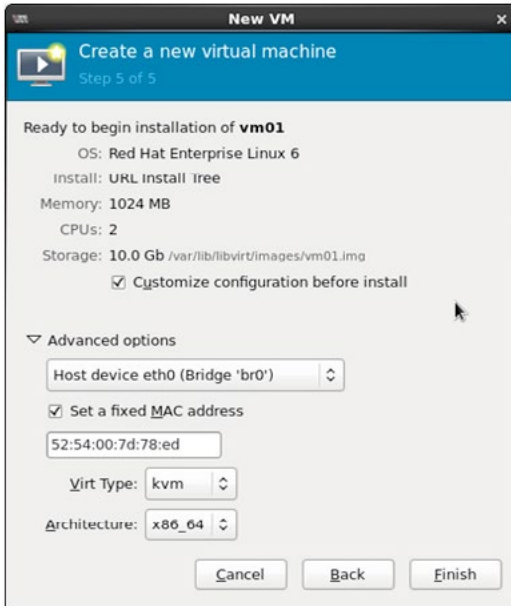 New VM
Create a new virtual machine
Step 5 of 5
Ready to begin installation of vm01
OS: Red Hat Enterprise Linux 6
Install: URL Install Tree
Memory: 1024 MB
CPUs: 2
Storage: 10.0 Gb /var/lib/libvirt/images/vm01.img
Customize configuration before install
Advanced options
Host device eth0 (Bridge 'br0')
Set a fixed MAC address
52:54:00:7d:78:ed
Virt Type: kvm
Architecture: x86_64
Cancel Back Finish